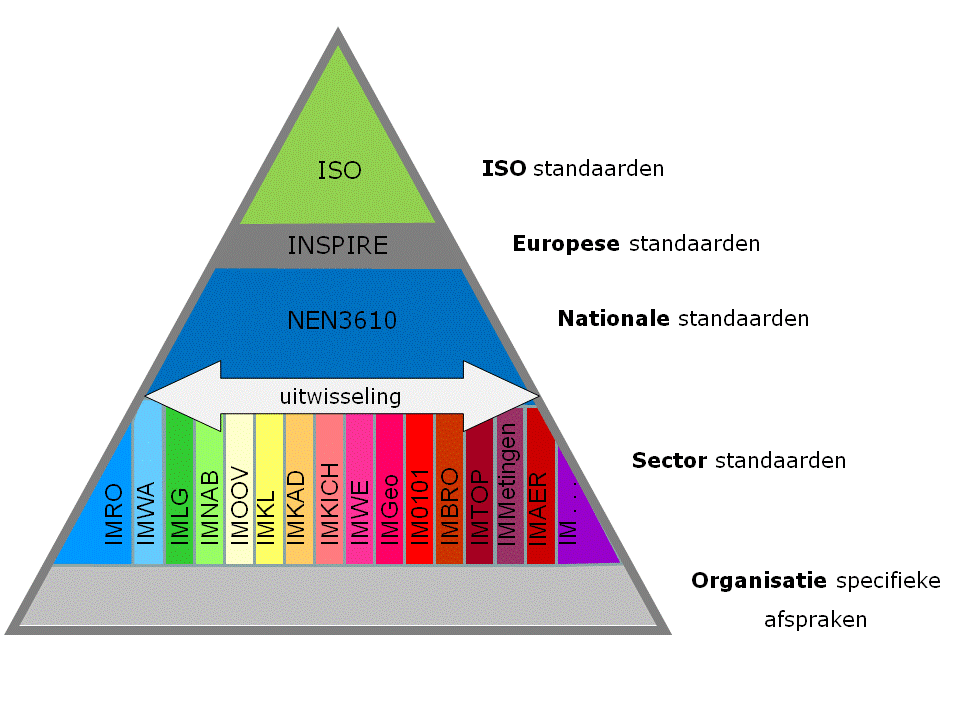 ISO
ISO standaarden
INSPIRE
Europese standaarden
NEN3610
Nationale standaarden
uitwisseling
IMRO
IMWA
IMLG
IMNAB
IMOOV
IMKL
IMKAD
IMKICH
IMWE
IMGeo
IM0101
IMBRO
IMTOP
IMMetingen
IMAER
IM . . .
Sector standaarden
Organisatie specifieke
afspraken